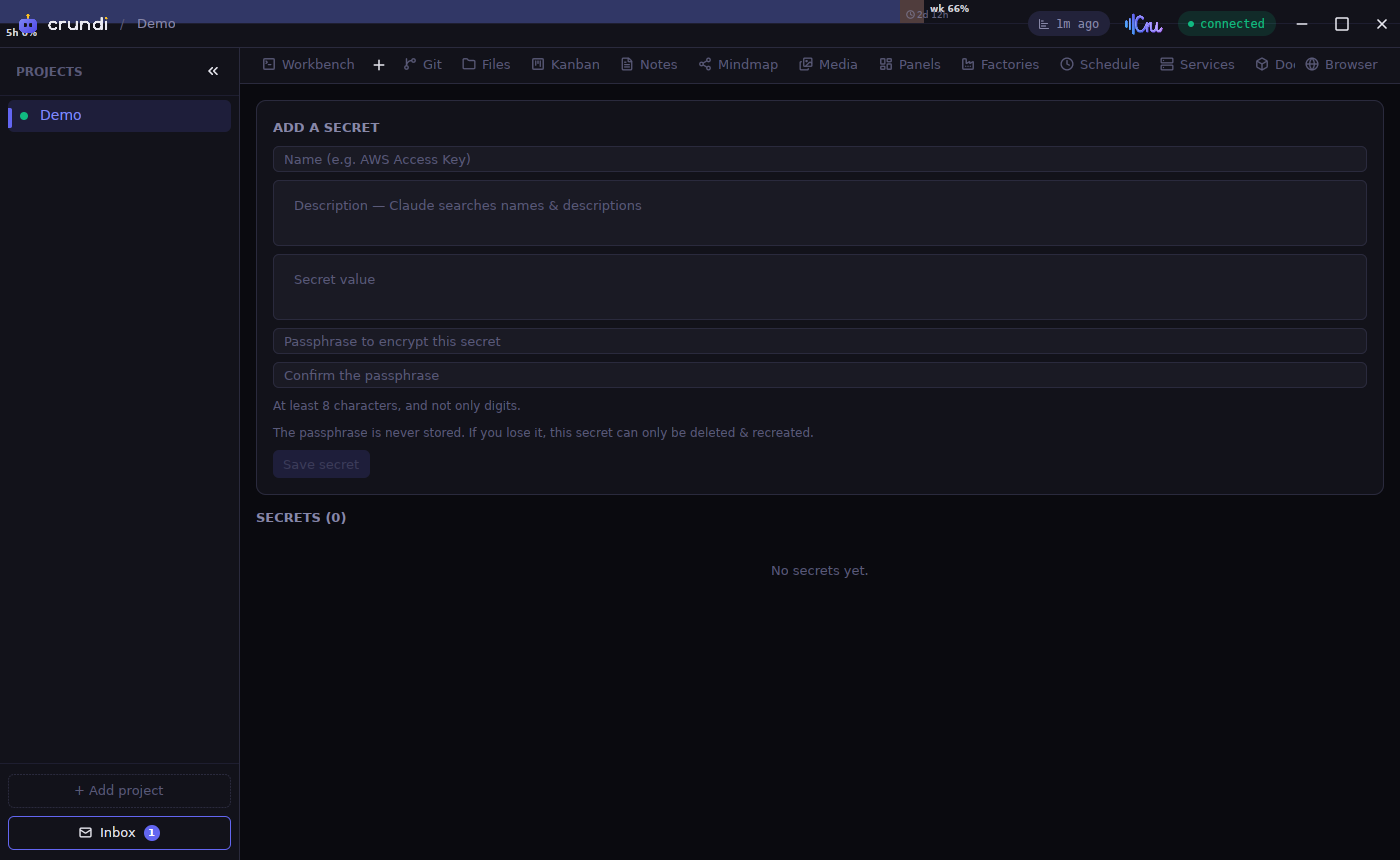 5h 0%
crundi / Demo
2d 12h
wk 66%
1m ago
Cru
connected
PROJECTS
Workbench
Git
Files
Kanban
Notes
Mindmap
Media
Panels
Factories
Schedule
Services
Browser
Demo
ADD A SECRET
Name (e.g. AWS Access Key)
Description — Claude searches names & descriptions
Secret value
Passphrase to encrypt this secret
Confirm the passphrase
At least 8 characters, and not only digits.
The passphrase is never stored. If you lose it, this secret can only be deleted & recreated.
Save secret
SECRETS (0)
No secrets yet.
+ Add project
Inbox 1